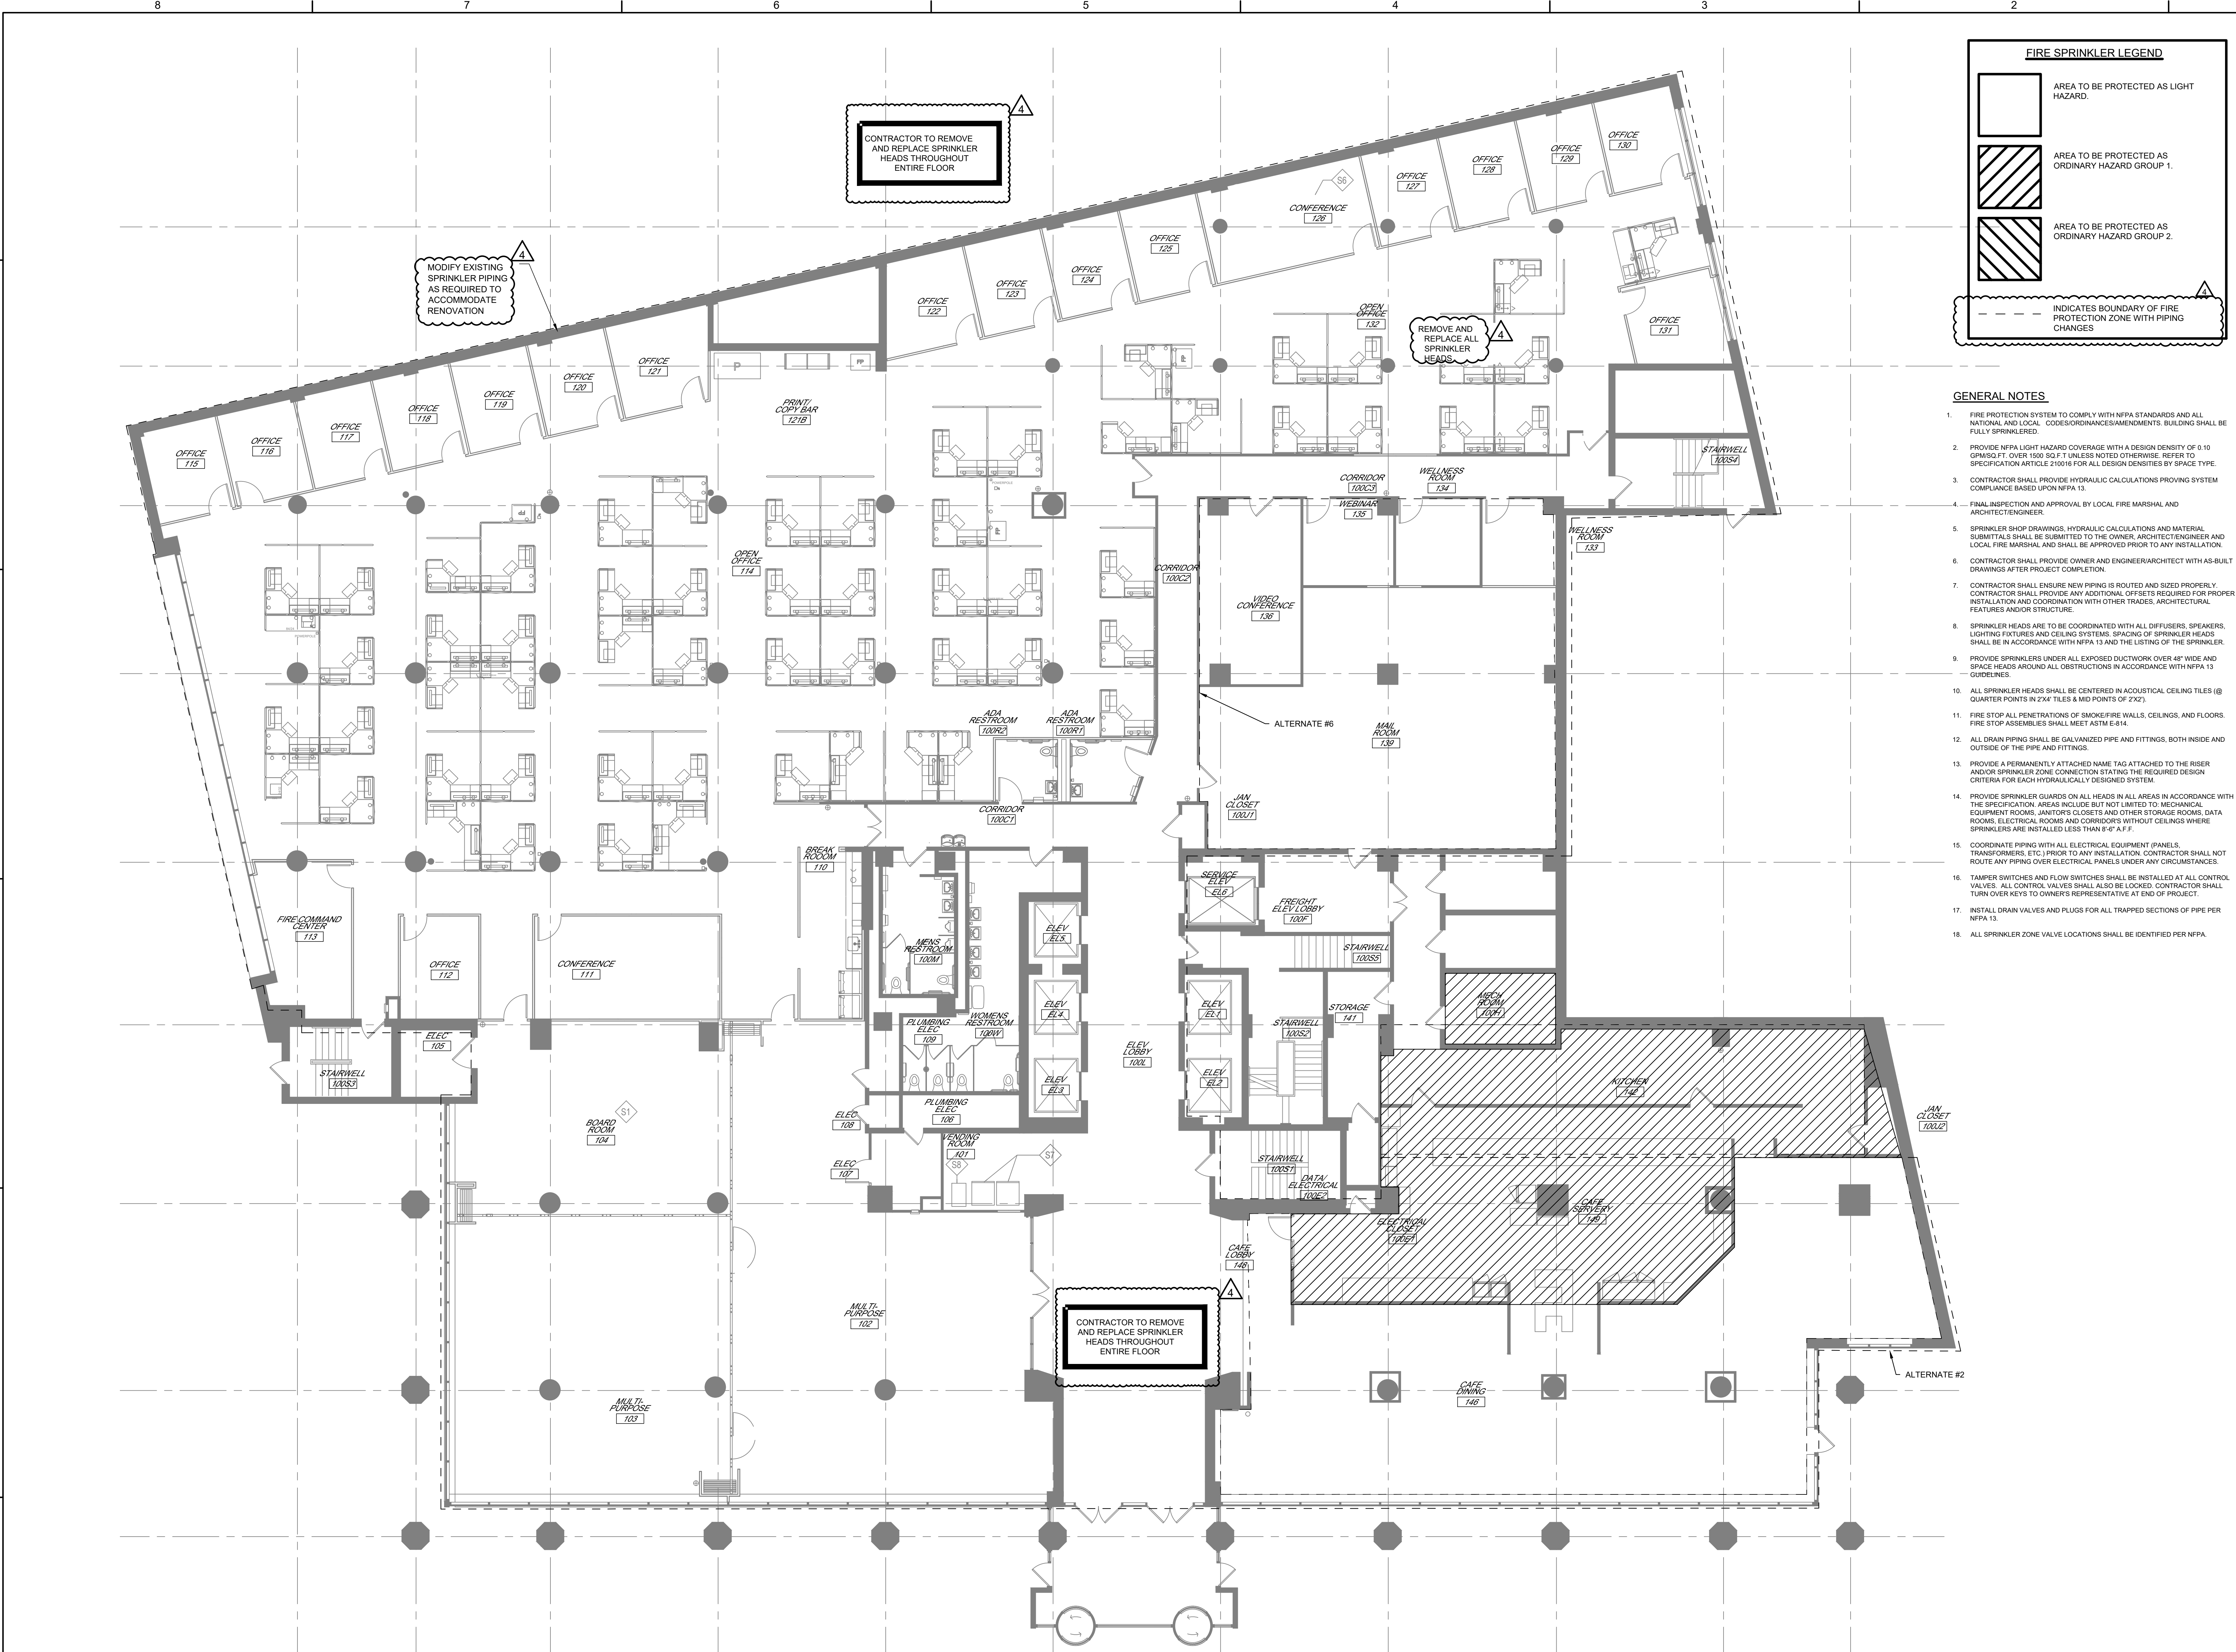 8
7
6
5
4
3
2
FIRE SPRINKLER LEGEND
AREA TO BE PROTECTED AS LIGHT
HAZARD.
AREA TO BE PROTECTED AS
ORDINARY HAZARD GROUP 1.
AREA TO BE PROTECTED AS
ORDINARY HAZARD GROUP 2.
4
INDICATES BOUNDARY OF FIRE
PROTECTION ZONE WITH PIPING
CHANGES
GENERAL NOTES
1. FIRE PROTECTION SYSTEM TO COMPLY WITH NFPA STANDARDS AND ALL
NATIONAL AND LOCAL CODES/ORDINANCES/AMENDMENTS. BUILDING SHALL BE
FULLY SPRINKLERED.
2. PROVIDE NFPA LIGHT HAZARD COVERAGE WITH A DESIGN DENSITY OF 0.10
GPM/SQ.FT. OVER 1500 SQ.F.T UNLESS NOTED OTHERWISE. REFER TO
SPECIFICATION ARTICLE 210016 FOR ALL DESIGN DENSITIES BY SPACE TYPE.
3. CONTRACTOR SHALL PROVIDE HYDRAULIC CALCULATIONS PROVING SYSTEM
COMPLIANCE BASED UPON NFPA 13.
4. FINAL INSPECTION AND APPROVAL BY LOCAL FIRE MARSHAL AND
ARCHITECT/ENGINEER.
5. SPRINKLER SHOP DRAWINGS, HYDRAULIC CALCULATIONS AND MATERIAL
SUBMITTALS SHALL BE SUBMITTED TO THE OWNER, ARCHITECT/ENGINEER AND
LOCAL FIRE MARSHAL AND SHALL BE APPROVED PRIOR TO ANY INSTALLATION.
6. CONTRACTOR SHALL PROVIDE OWNER AND ENGINEER/ARCHITECT WITH AS-BUILT
DRAWINGS AFTER PROJECT COMPLETION.
7. CONTRACTOR SHALL ENSURE NEW PIPING IS ROUTED AND SIZED PROPERLY.
CONTRACTOR SHALL PROVIDE ANY ADDITIONAL OFFSETS REQUIRED FOR PROPER
INSTALLATION AND COORDINATION WITH OTHER TRADES, ARCHITECTURAL
FEATURES AND/OR STRUCTURE.
8. SPRINKLER HEADS ARE TO BE COORDINATED WITH ALL DIFFUSERS, SPEAKERS,
LIGHTING FIXTURES AND CEILING SYSTEMS. SPACING OF SPRINKLER HEADS
SHALL BE IN ACCORDANCE WITH NFPA 13 AND THE LISTING OF THE SPRINKLER.
9. PROVIDE SPRINKLERS UNDER ALL EXPOSED DUCTWORK OVER 48" WIDE AND
SPACE HEADS AROUND ALL OBSTRUCTIONS IN ACCORDANCE WITH NFPA 13
GUIDELINES.
10. ALL SPRINKLER HEADS SHALL BE CENTERED IN ACOUSTICAL CEILING TILES (@
QUARTER POINTS IN 2'X4' TILES & MID POINTS OF 2'X2').
11. FIRE STOP ALL PENETRATIONS OF SMOKE/FIRE WALLS, CEILINGS, AND FLOORS.
FIRE STOP ASSEMBLIES SHALL MEET ASTM E-814.
12. ALL DRAIN PIPING SHALL BE GALVANIZED PIPE AND FITTINGS, BOTH INSIDE AND
OUTSIDE OF THE PIPE AND FITTINGS.
13. PROVIDE A PERMANENTLY ATTACHED NAME TAG ATTACHED TO THE RISER
AND/OR SPRINKLER ZONE CONNECTION STATING THE REQUIRED DESIGN
CRITERIA FOR EACH HYDRAULICALLY DESIGNED SYSTEM.
14. PROVIDE SPRINKLER GUARDS ON ALL HEADS IN ALL AREAS IN ACCORDANCE WITH
THE SPECIFICATION. AREAS INCLUDE BUT NOT LIMITED TO: MECHANICAL
EQUIPMENT ROOMS, JANITOR'S CLOSETS AND OTHER STORAGE ROOMS, DATA
ROOMS, ELECTRICAL ROOMS AND CORRIDOR'S WITHOUT CEILINGS WHERE
SPRINKLERS ARE INSTALLED LESS THAN 8'-6" A.F.F.
15. COORDINATE PIPING WITH ALL ELECTRICAL EQUIPMENT (PANELS,
TRANSFORMERS, ETC.) PRIOR TO ANY INSTALLATION. CONTRACTOR SHALL NOT
ROUTE ANY PIPING OVER ELECTRICAL PANELS UNDER ANY CIRCUMSTANCES.
16. TAMPER SWITCHES AND FLOW SWITCHES SHALL BE INSTALLED AT ALL CONTROL
VALVES. ALL CONTROL VALVES SHALL ALSO BE LOCKED. CONTRACTOR SHALL
TURN OVER KEYS TO OWNER'S REPRESENTATIVE AT END OF PROJECT.
17. INSTALL DRAIN VALVES AND PLUGS FOR ALL TRAPPED SECTIONS OF PIPE PER
NFPA 13.
18. ALL SPRINKLER ZONE VALVE LOCATIONS SHALL BE IDENTIFIED PER NFPA.
4
CONTRACTOR TO REMOVE
AND REPLACE SPRINKLER
HEADS THROUGHOUT
ENTIRE FLOOR
4
MODIFY EXISTING
SPRINKLER PIPING
AS REQUIRED TO
ACCOMMODATE
RENOVATION
4
REMOVE AND
REPLACE ALL
SPRINKLER
HEADS
OFFICE
130
OFFICE
129
OFFICE
128
OFFICE
127
S6
CONFERENCE
126
OFFICE
125
OFFICE
124
OFFICE
123
OFFICE
122
OPEN
OFFICE
132
OFFICE
131
OFFICE
121
OFFICE
120
OFFICE
119
OFFICE
118
OFFICE
117
OFFICE
116
OFFICE
115
P
FP
FP
PRINT/
COPY BAR
121B
STAIRWELL
100S4
CORRIDOR
100C3
WELLNESS
ROOM
134
WEBINAR
135
WELLNESS
ROOM
133
FP
FP
OPEN
OFFICE
114
CORRIDOR
100C2
VIDEO
CONFERENCE
136
ALTERNATE #6
MAIL
ROOM
139
ADA
RESTROOM
100R2
ADA
RESTROOM
100R1
JAN
CLOSET
100J1
CORRIDOR
100C1
BREAK
ROOOM
110
FIRE COMMAND
CENTER
113
OFFICE
112
CONFERENCE
111
MENS
RESTROOM
100M
ELEV
EL5
SERVICE
ELEV
EL6
FREIGHT
ELEV LOBBY
100F
STAIRWELL
100S5
ELEV
EL4
ELEV
EL1
STORAGE
141
MECH
ROOM
100H
WOMENS
RESTROOM
100W
PLUMBING
ELEC
109
STAIRWELL
100S2
ELEC
105
ELEV
LOBBY
100L
STAIRWELL
100S3
ELEV
EL3
ELEV
EL2
KITCHEN
142
S1
BOARD
ROOM
104
PLUMBING
ELEC
106
ELEC
108
JAN
CLOSET
100J2
VENDING
ROOM
101
S8
S7
ELEC
107
STAIRWELL
100S1
DATA/
ELECTRICAL
100E2
CAFE
SERVERY
149
ELECTRICAL
CLOSET
100E1
CAFE
LOBBY
148
MULTI-
PURPOSE
102
4
CONTRACTOR TO REMOVE
AND REPLACE SPRINKLER
HEADS THROUGHOUT
ENTIRE FLOOR
ALTERNATE #2
CAFE
DINING
146
MULTI-
PURPOSE
103